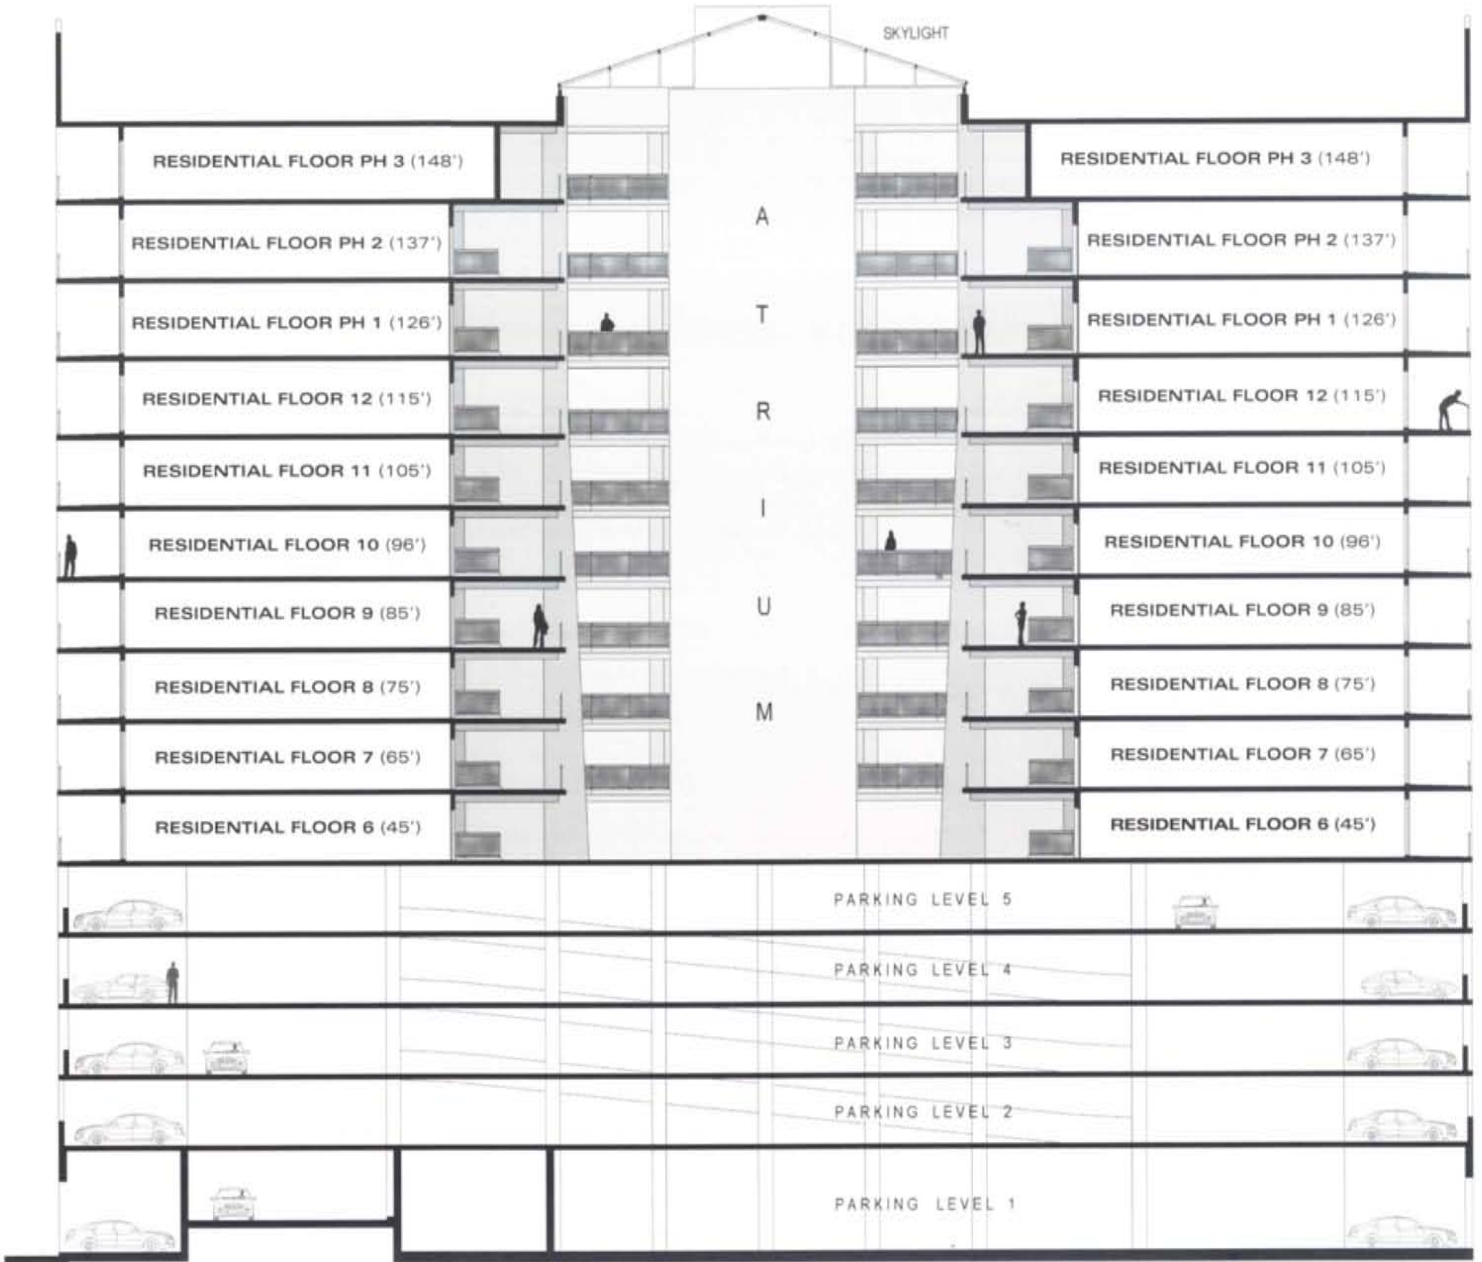 SKYLIGHT
RESIDENTIAL FLOOR PH 3 (148')
RESIDENTIAL FLOOR PH 3 (148')
RESIDENTIAL FLOOR PH 2 (137')
RESIDENTIAL FLOOR PH 2 (137')
RESIDENTIAL FLOOR PH 1 (126')
RESIDENTIAL FLOOR PH 1 (126')
RESIDENTIAL FLOOR 12 (115')
RESIDENTIAL FLOOR 12 (115')
RESIDENTIAL FLOOR 11 (105')
RESIDENTIAL FLOOR 11 (105')
RESIDENTIAL FLOOR 10 (96')
RESIDENTIAL FLOOR 10 (96')
RESIDENTIAL FLOOR 9 (85')
RESIDENTIAL FLOOR 9 (85')
RESIDENTIAL FLOOR 8 (75')
RESIDENTIAL FLOOR 8 (75')
RESIDENTIAL FLOOR 7 (65')
RESIDENTIAL FLOOR 7 (65')
RESIDENTIAL FLOOR 6 (45')
RESIDENTIAL FLOOR 6 (45')
ATRIUM
PARKING LEVEL 5
PARKING LEVEL 4
PARKING LEVEL 3
PARKING LEVEL 2
PARKING LEVEL 1